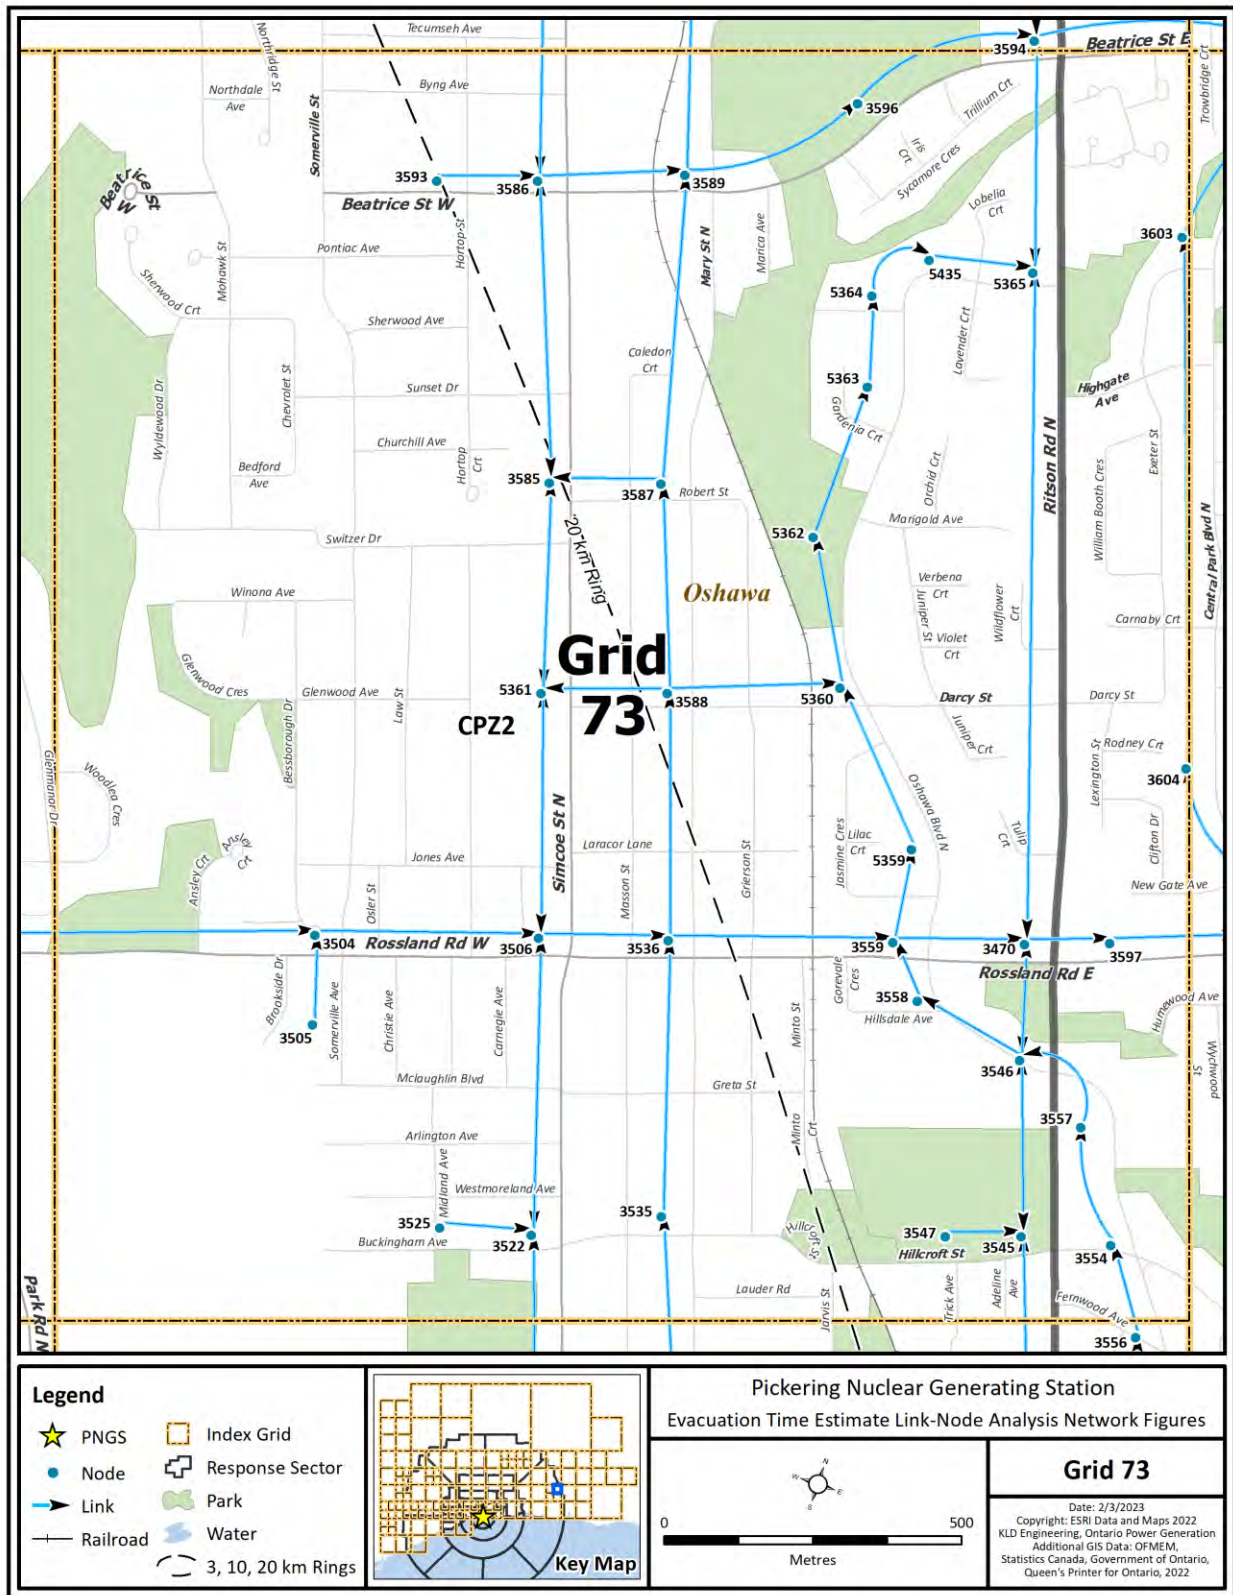 Tecumseh Ave
Northridge St
3594
Beatrice St E
Byng Ave
Northdale
Ave
Somerville St
3596
Trillium Crt
Trowbridge Crt
Iris
Crt
Sycamore Cres
3593
3586
3589
Beatrice St
W
Beatrice St W
Lobelia
Crt
Hortop St
Mary St N
Marica Ave
3603
Pontiac Ave
Mohawk St
Sherwood Crt
5435
5365
5364
Sherwood Ave
Lavender Crt
Caledon
Crt
Wyldewood Dr
Chevrolet St
Sunset Dr
5363
Gardenia Crt
Highgate
Ave
Churchill Ave
Hortop
Crt
Bedford
Ave
3585
3587
Robert St
Orchid Crt
Ritson Rd N
William Booth Cres
Exeter St
Central Park Blvd N
Marigold Ave
5362
Switzer Dr
20 km Ring
Oshawa
Verbena
Crt
Juniper St
Violet
Crt
Wildflower
Crt
Carnaby Crt
Winona Ave
Glenwood Cres
Grid
73
5361
3588
5360
Glenwood Ave
Law St
Bessborough Dr
CPZ2
Darcy St
Darcy St
Juniper Crt
Rodney Crt
Lexington St
3604
Glenmanor Dr
Woodlea Cres
Oshawa Blvd N
Jasmine Cres
Lilac
Crt
5359
Tulip
Crt
Clifton Dr
Simcoe St N
Laracor Lane
Masson St
Grierson St
Ansley Crt
Ansley
Crt
Jones Ave
Osler St
New Gate Ave
3504
Rossland Rd W
3506
3536
3559
3470
3597
Rossland Rd E
Brookside Dr
Somerville Ave
Christie Ave
Carnegie Ave
Gorevale
Cres
3558
Hillsdale Ave
Minto St
Humewood Ave
Wychwood
St
3505
3546
Mclaughlin Blvd
Greta St
3557
Minto
Crt
Arlington Ave
Midland Ave
Westmoreland Ave
3525
3522
Buckingham Ave
3535
Hillcroft St
3547
3545
Hillcroft St
3554
Lauder Rd
Jarvis St
Trick Ave
Adeline
Ave
Fernwood Ave
3556
Park Rd N
Legend
PNGS
Node
Link
Railroad
Index Grid
Response Sector
Park
Water
3, 10, 20 km Rings
Key Map
Pickering Nuclear Generating Station
Evacuation Time Estimate Link-Node Analysis Network Figures
N
W
E
S
0
500
Metres
Grid 73
Date: 2/3/2023
Copyright: ESRI Data and Maps 2022
KLD Engineering, Ontario Power Generation
Additional GIS Data: OFMEM,
Statistics Canada, Government of Ontario,
Queen's Printer for Ontario, 2022